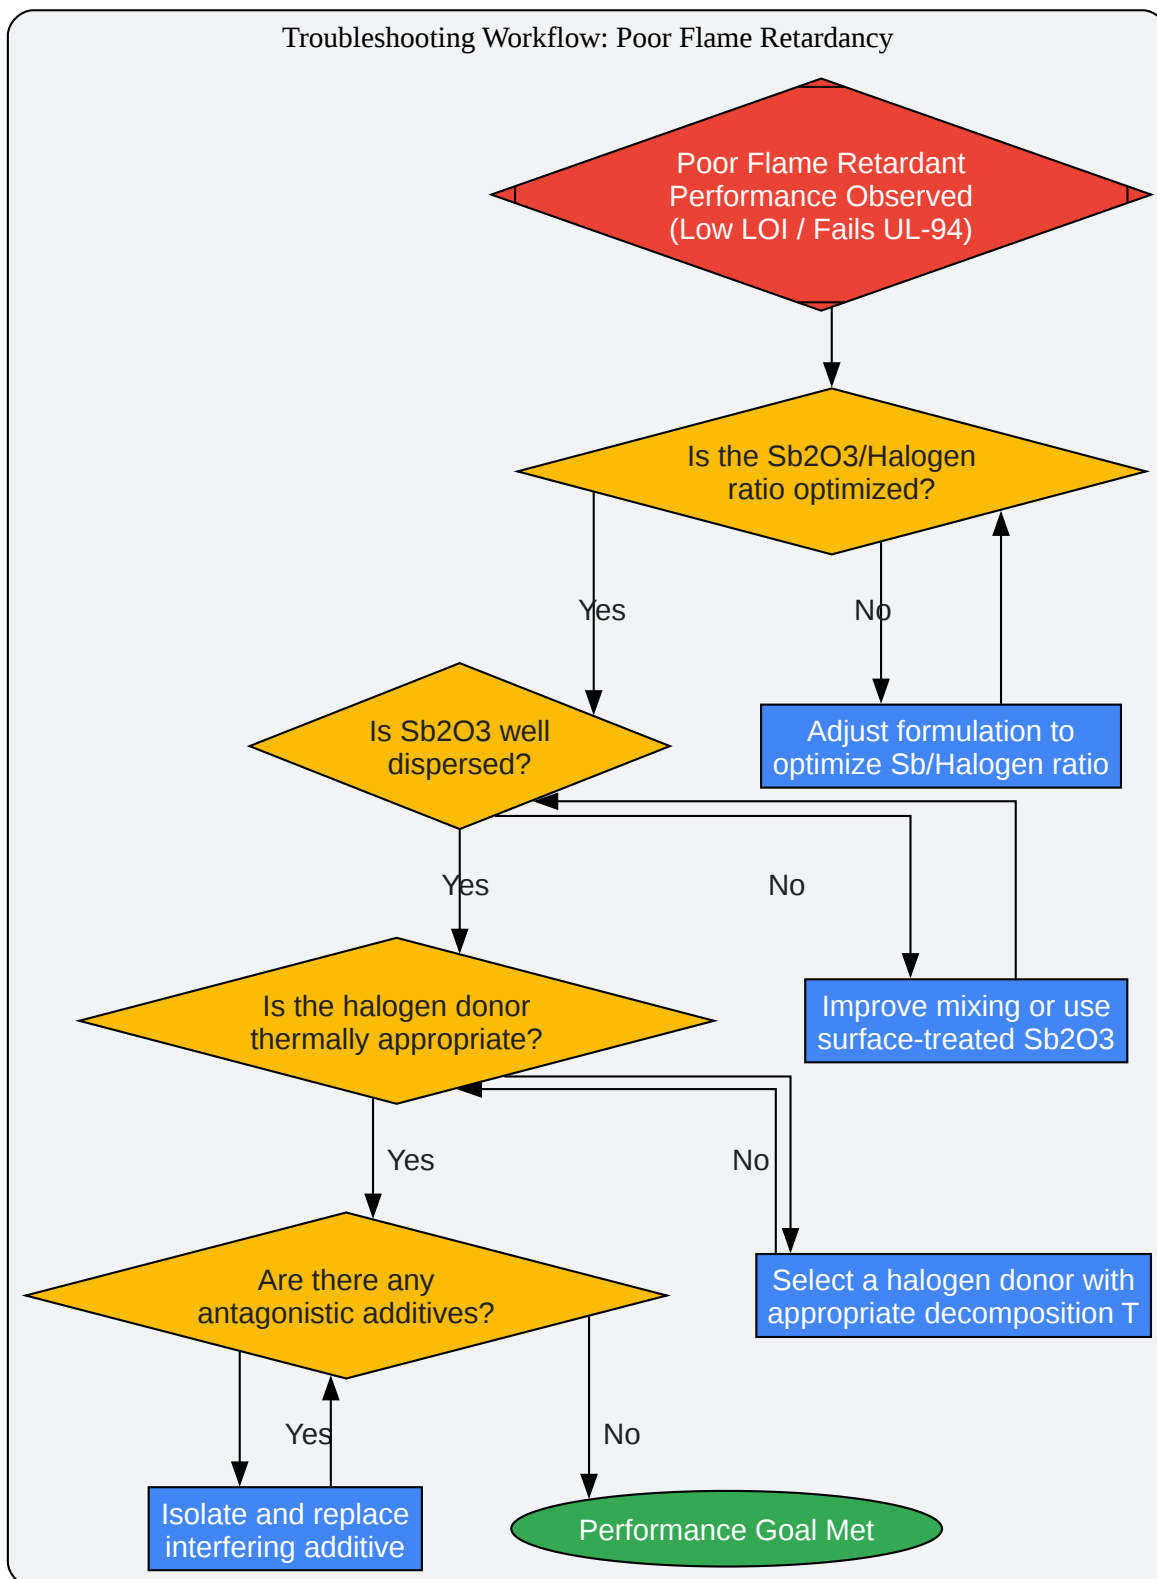 Troubleshooting Workflow: Poor Flame Retardancy
Poor Flame Retardant
Performance Observed
(Low LOI / Fails UL-94)
Is the Sb2O3/Halogen
ratio optimized?
Yes
No
Is Sb2O3 well
dispersed?
Adjust formulation to
optimize Sb/Halogen ratio
Yes
No
Is the halogen donor
thermally appropriate?
Improve mixing or use
surface-treated Sb2O3
Yes
No
Are there any
antagonistic additives?
Select a halogen donor with
appropriate decomposition T
Yes
No
Isolate and replace
interfering additive
Performance Goal Met